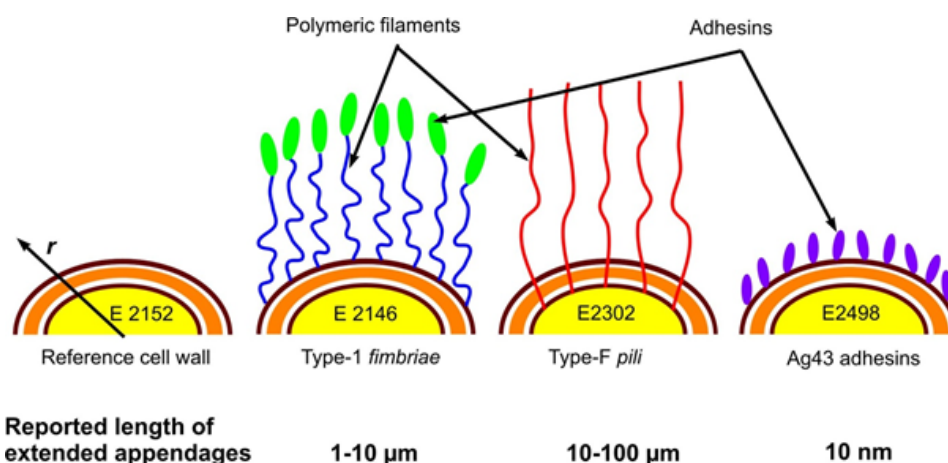 Polymeric filaments
Adhesins
r
E 2152
E 2146
E2302
E2498
Reference cell wall
Type-1 fimbriae
Type-F pili
Ag43 adhesins
Reported length of
extended appendages
1-10 µm
10-100 µm
10 nm